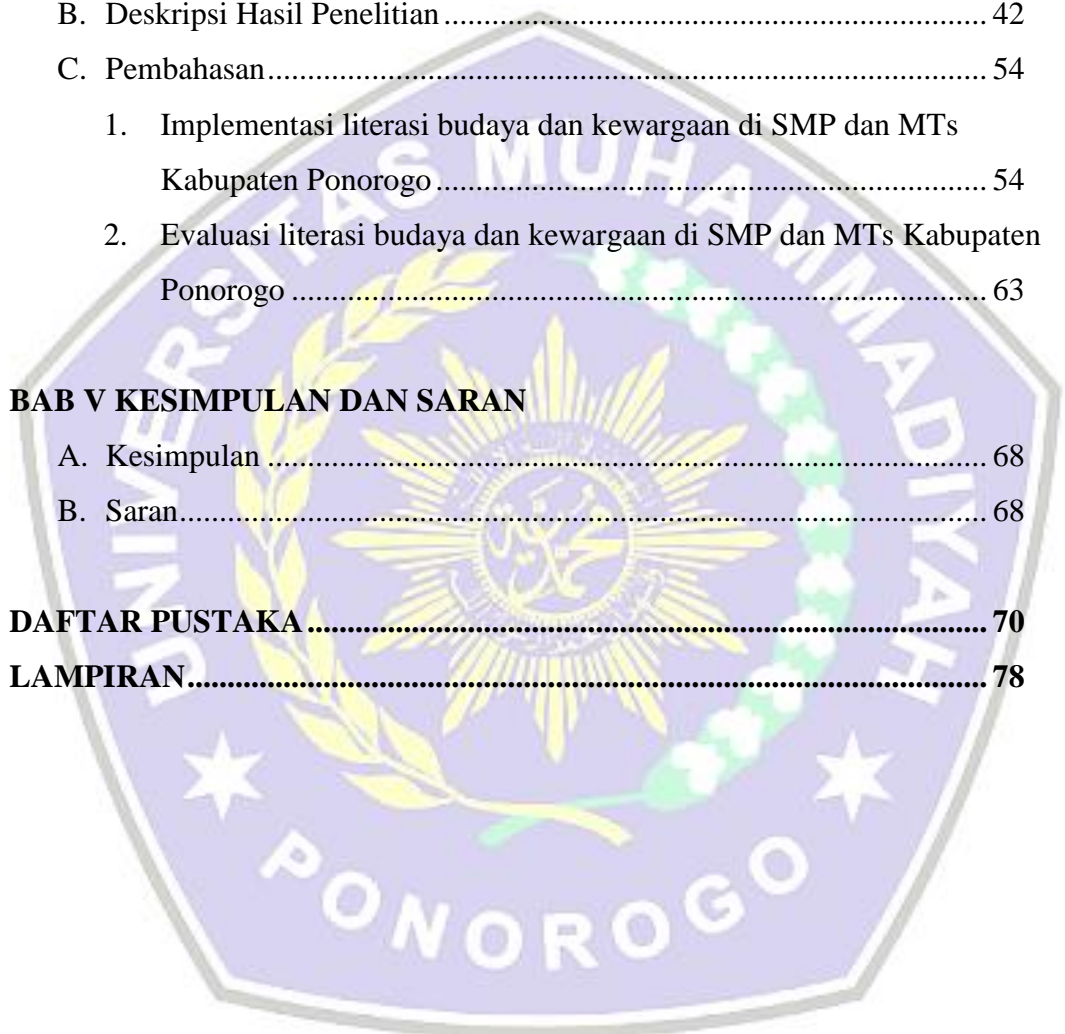 B. Deskripsi Hasil Penelitian ........................................ 42
C. Pembahasan ........................................ 54
1. Implementasi literasi budaya dan kewargaan di SMP dan MTs
Kabupaten Ponorogo ........................................ 54
2. Evaluasi literasi budaya dan kewargaan di SMP dan MTs Kabupaten
Ponorogo ........................................ 63
BAB V KESIMPULAN DAN SARAN
A. Kesimpulan ........................................ 68
B. Saran ........................................ 68
DAFTAR PUSTAKA ........................................ 70
LAMPIRAN ........................................ 78
UNIVERSITAS MUHAMMADIYAH
PONOROGO